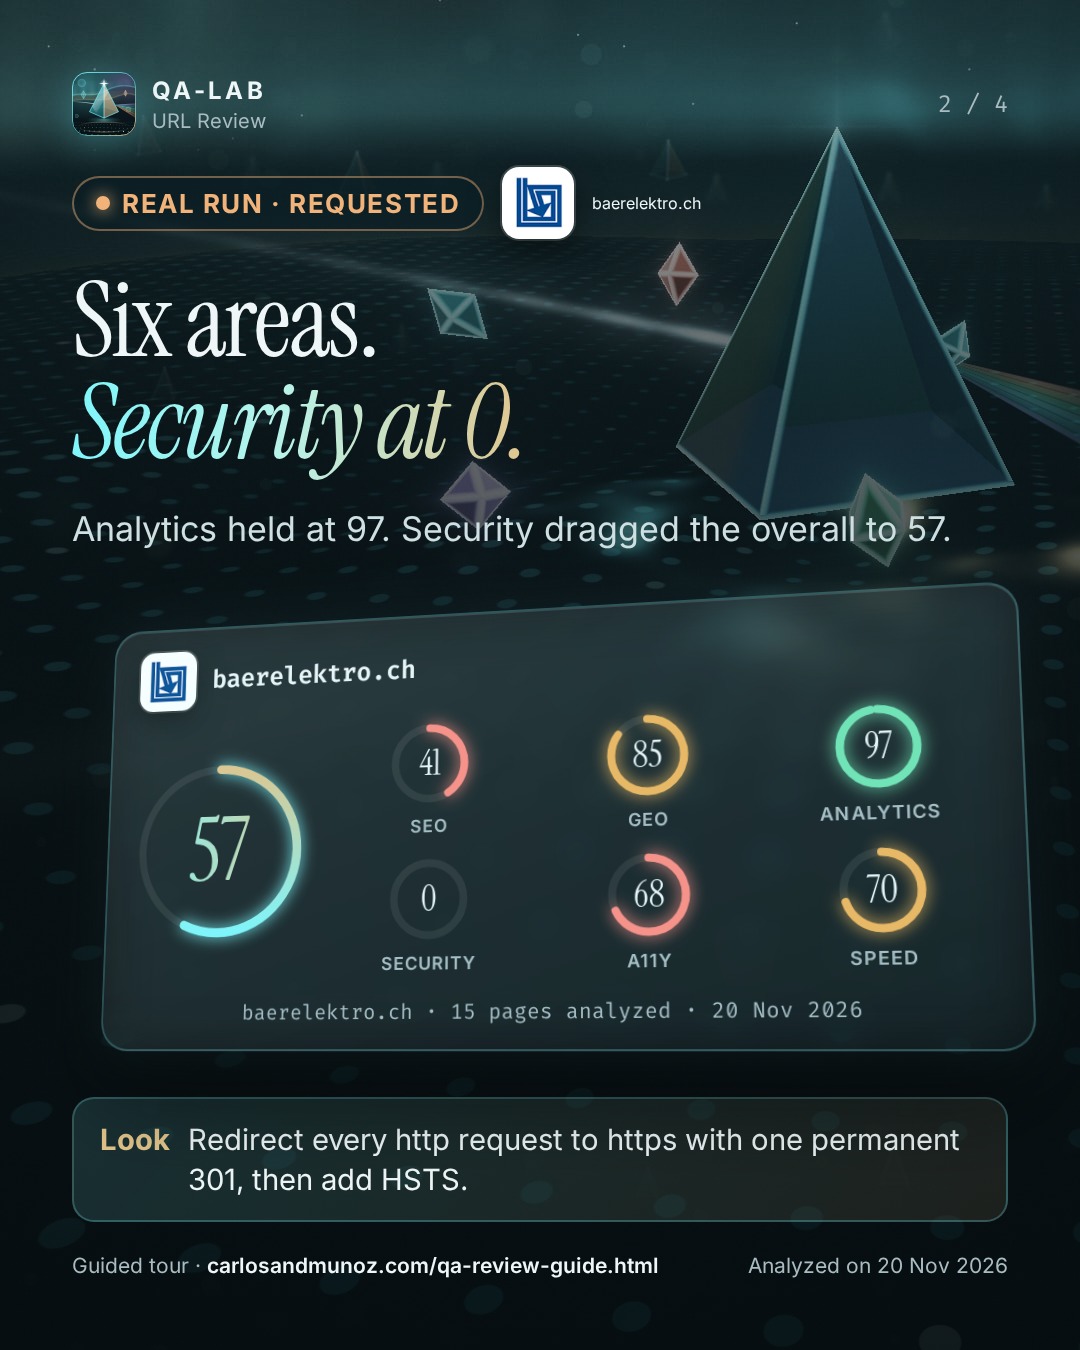 QA-LAB
URL Review
2 / 4
REAL RUN · REQUESTED
baerelektro.ch
Six areas.
Security at 0.
Analytics held at 97. Security dragged the overall to 57.
baerelektro.ch
57
41
SEO
85
GEO
97
ANALYTICS
0
SECURITY
68
A11Y
70
SPEED
baerelektro.ch · 15 pages analyzed · 20 Nov 2026
Look Redirect every http request to https with one permanent
301, then add HSTS.
Guided tour · carlosandmunoz.com/qa-review-guide.html
Analyzed on 20 Nov 2026